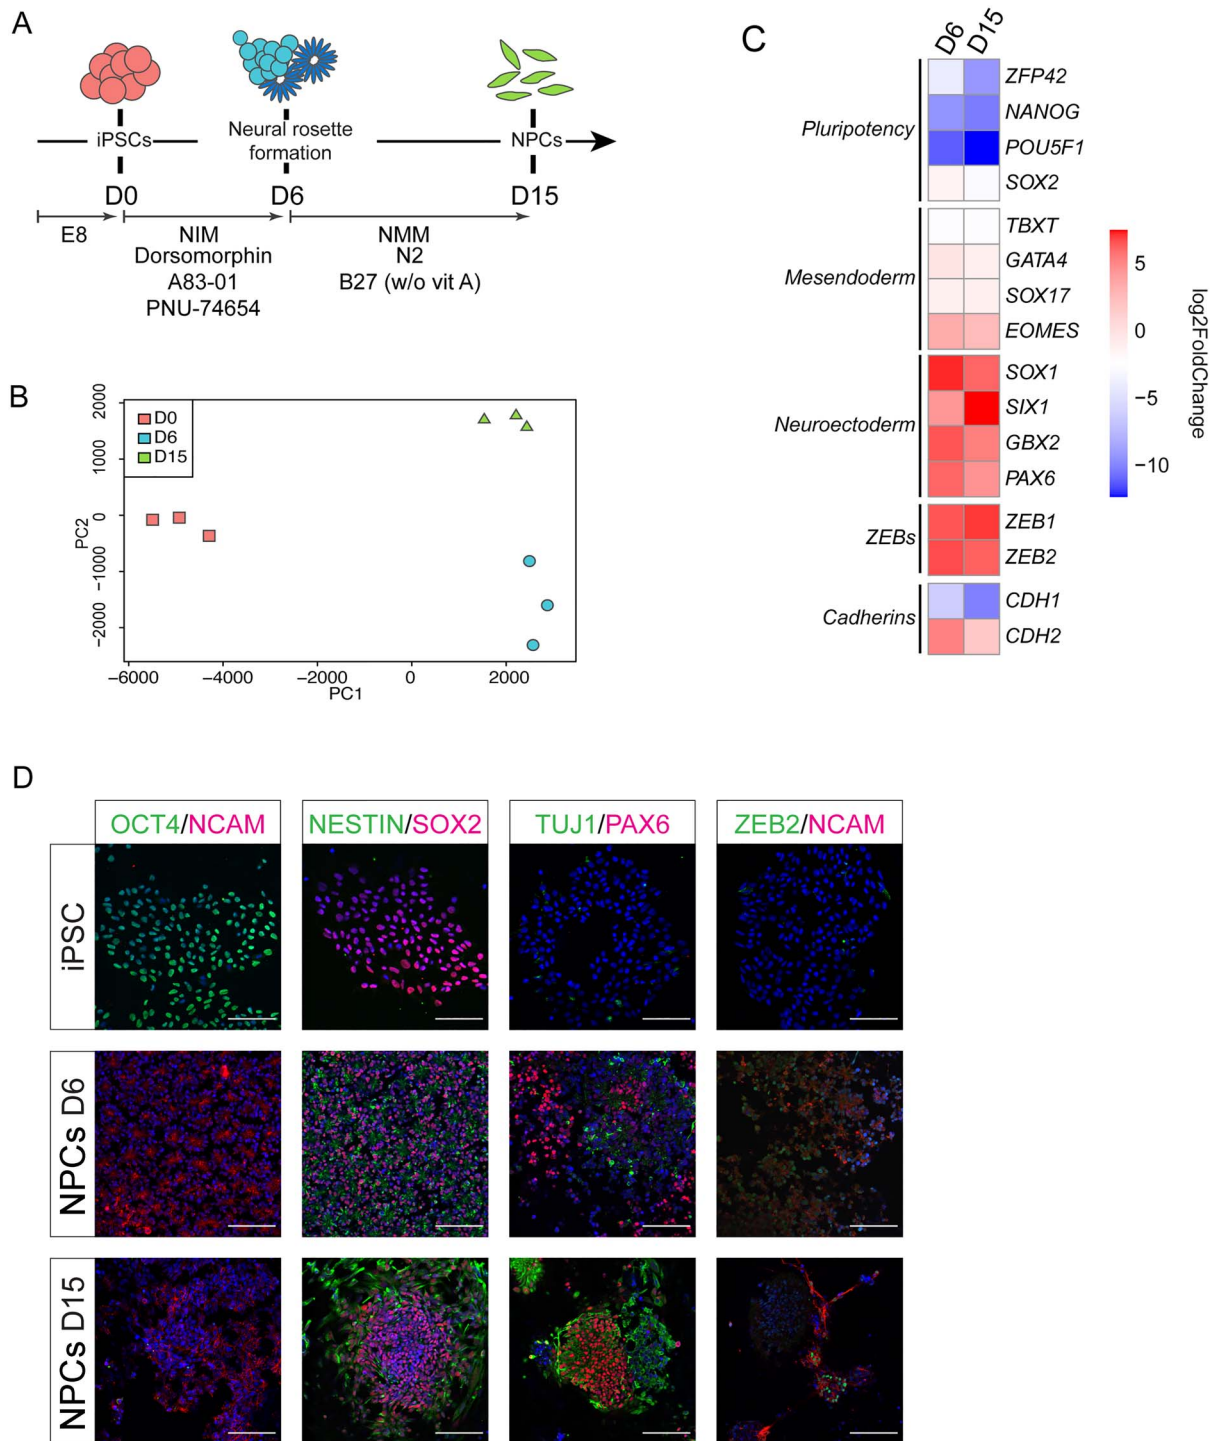 A
iPSCs
Neural rosette
formation
NPCs
D0
D6
D15
E8
NIM
Dorsomorphin
A83-01
PNU-74654
NMM
N2
B27 (w/o vit A)
B
D0
D6
D15
PC2
2000
1000
0
−1000
−2000
−6000
−4000
−2000
0
2000
PC1
C
D6
D15
Pluripotency
ZFP42
NANOG
POU5F1
SOX2
Mesendoderm
TBXT
GATA4
SOX17
EOMES
Neuroectoderm
SOX1
SIX1
GBX2
PAX6
ZEBs
ZEB1
ZEB2
Cadherins
CDH1
CDH2
5
0
−5
−10
log2FoldChange
D
OCT4/NCAM
NESTIN/SOX2
TUJ1/PAX6
ZEB2/NCAM
iPSC
NPCs D6
NPCs D15